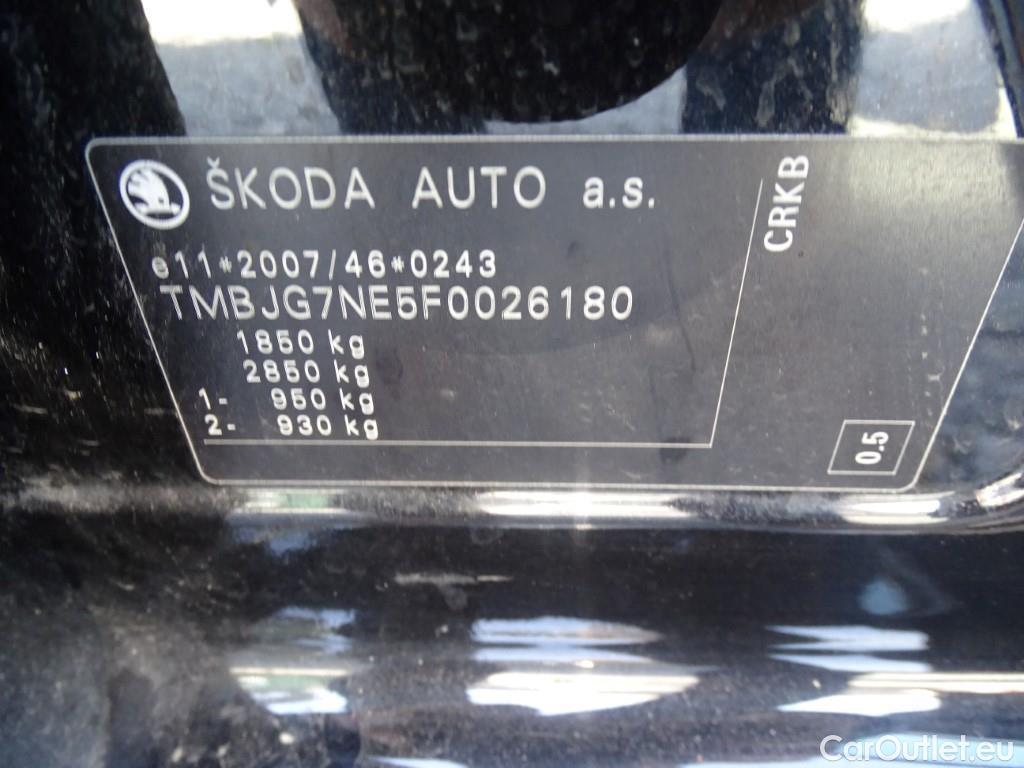 ŠKODA AUTO a.s.
e11*2007/46*0243
TMBJG7NE5F0026180
1850 kg
2850 kg
1- 950 kg
2- 930 kg
CRKB
0.5
CarOutlet.eu